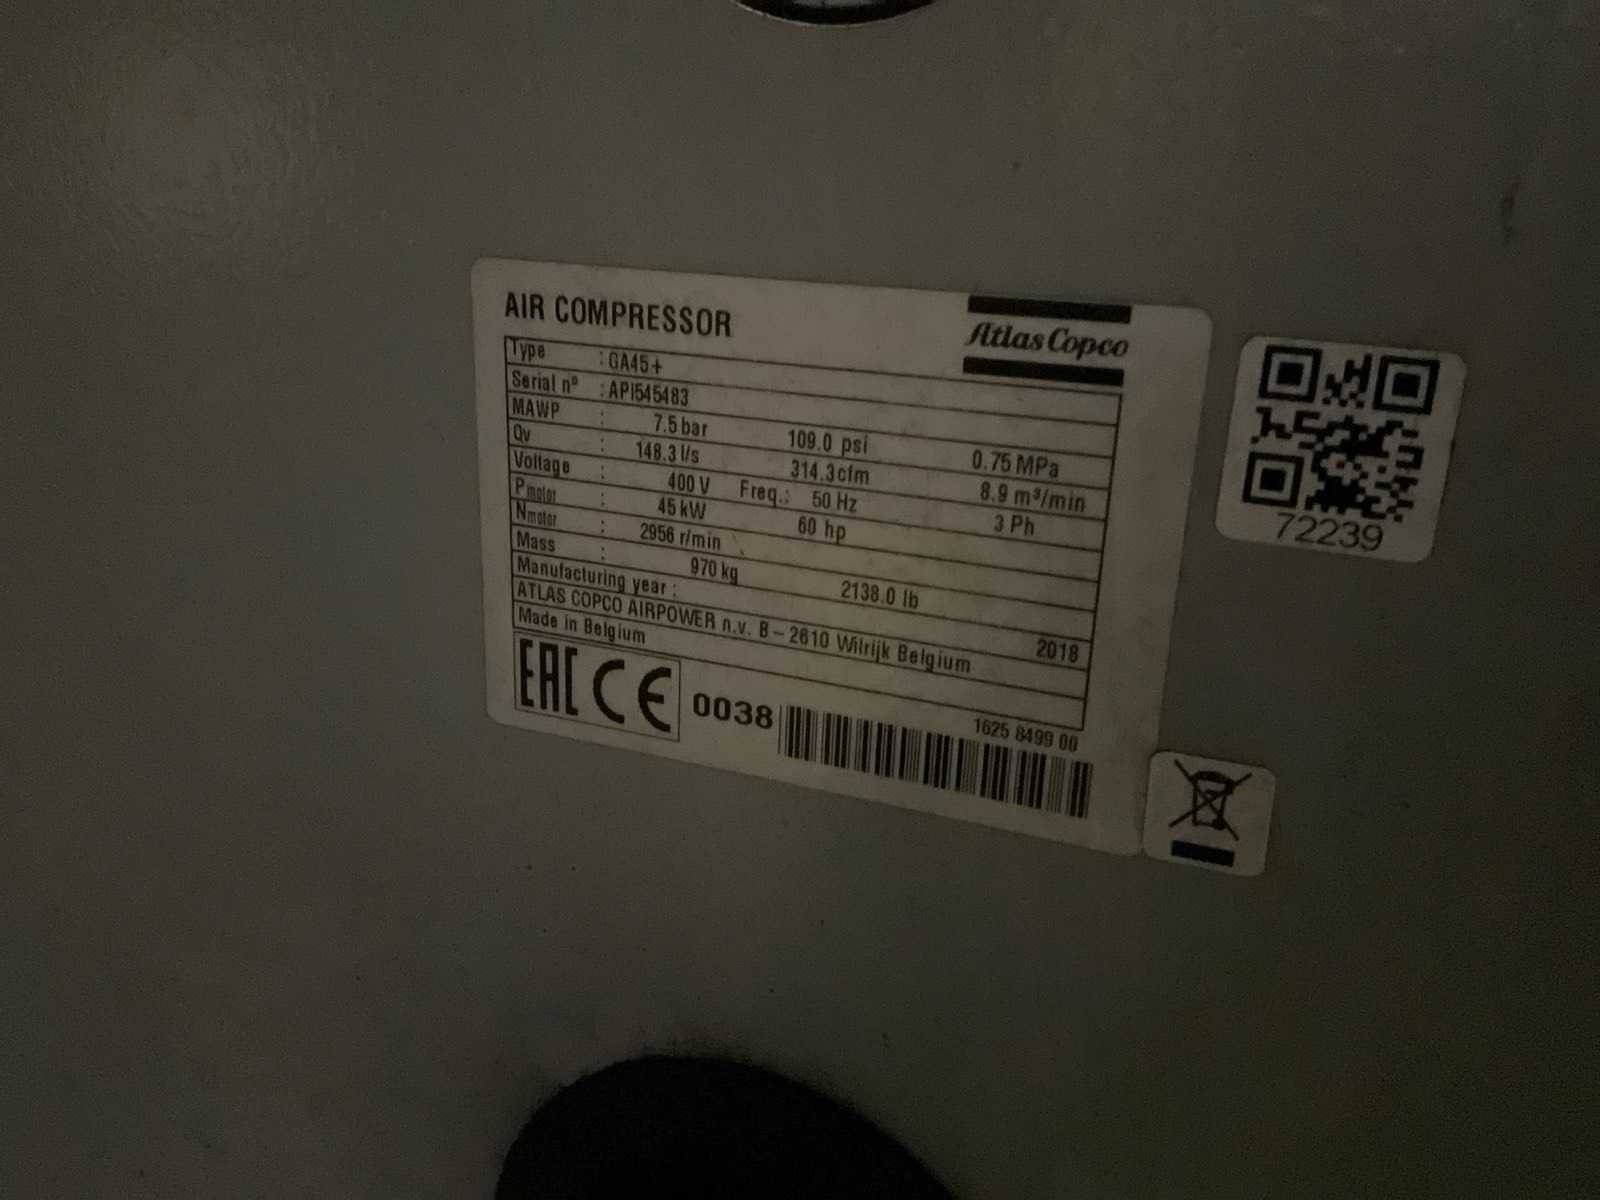 AIR COMPRESSOR
Atlas Copco
Type : GA45+
Serial nº : API545483
MAWP : 7.5 bar 109.0 psi 0.75 MPa
Qv : 148.3 l/s 314.3 cfm 8.9 m³/min
Voltage : 400 V Freq.: 50 Hz 3 Ph
Pmotor : 45 kW 60 hp
Nmotor : 2956 r/min
Mass : 970 kg 2138.0 lb
Manufacturing year : 2018
ATLAS COPCO AIRPOWER n.v. B – 2610 Wilrijk Belgium
Made in Belgium
EAC CE 0038
1625 8499 00
72239